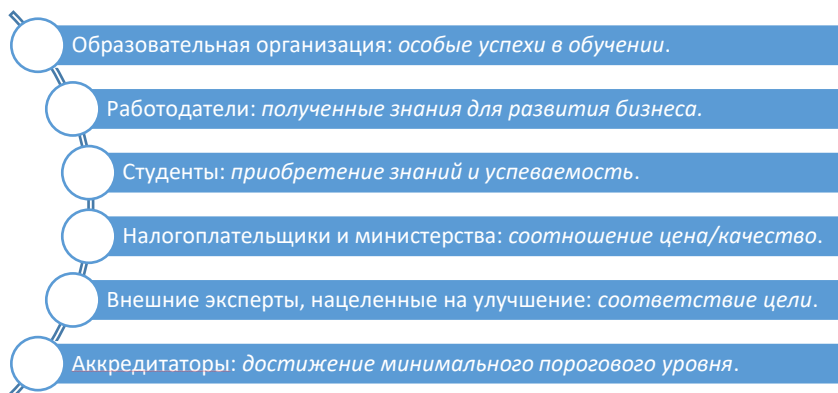 Образовательная организация: особые успехи в обучении.
Работодатели: полученные знания для развития бизнеса.
Студенты: приобретение знаний и успеваемость.
Налогоплательщики и министерства: соотношение цена/качество.
Внешние эксперты, нацеленные на улучшение: соответствие цели.
Аккредитаторы: достижение минимального порогового уровня.